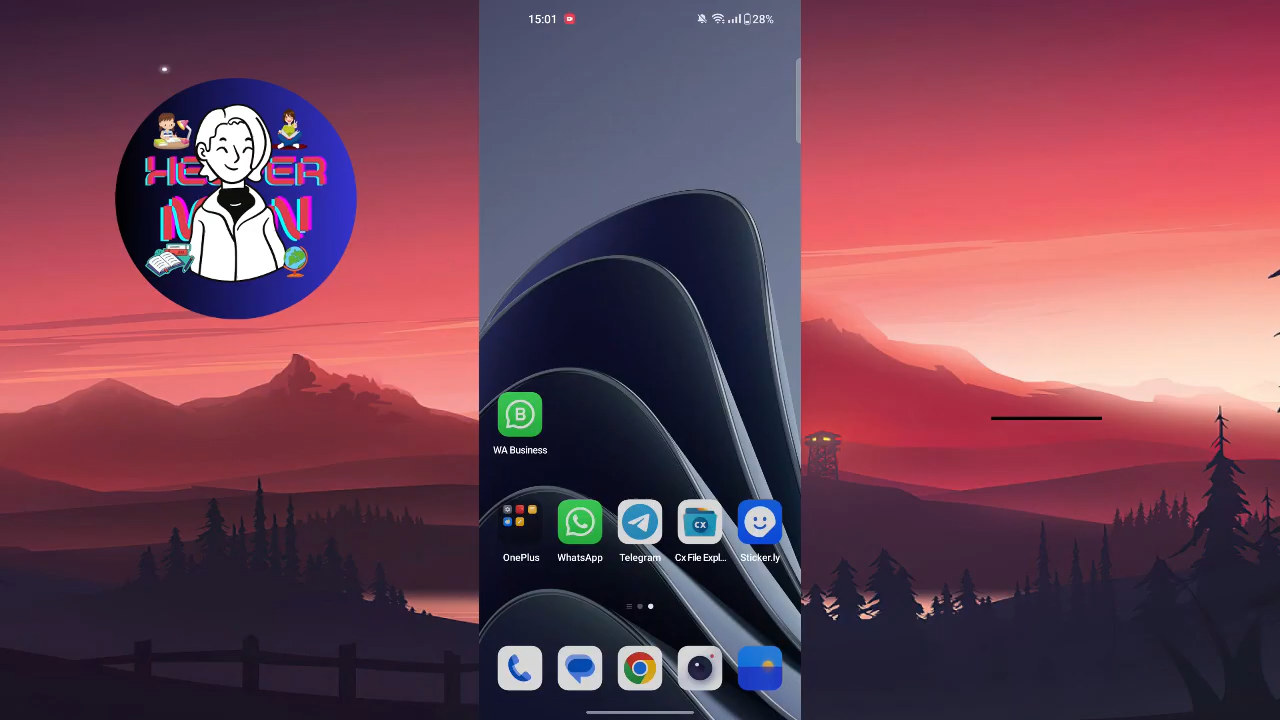 15:01
28%
WA Business
OnePlus
WhatsApp
Telegram
Cx File Expl...
Sticker.ly